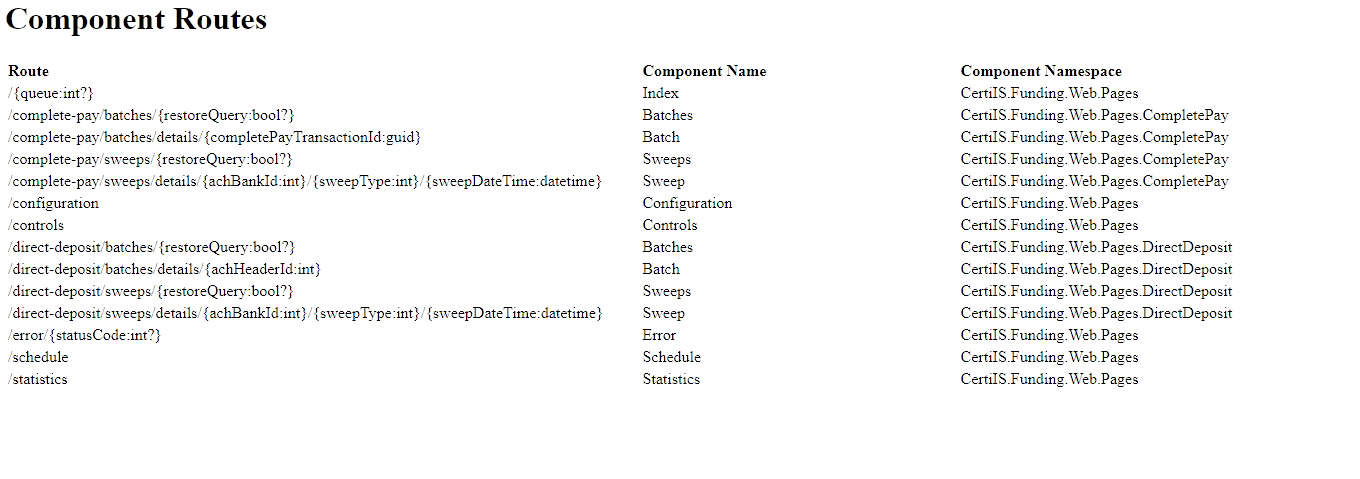 Component Routes
Route Component Name Component Namespace
/{queue:int?} Index CertiIS.Funding.Web.Pages
/complete-pay/batches/{restoreQuery:bool?} Batches CertiIS.Funding.Web.Pages.CompletePay
/complete-pay/batches/details/{completePayTransactionId:guid} Batch CertiIS.Funding.Web.Pages.CompletePay
/complete-pay/sweeps/{restoreQuery:bool?} Sweeps CertiIS.Funding.Web.Pages.CompletePay
/complete-pay/sweeps/details/{achBankId:int}/{sweepType:int}/{sweepDateTime:datetime} Sweep CertiIS.Funding.Web.Pages.CompletePay
/configuration Configuration CertiIS.Funding.Web.Pages
/controls Controls CertiIS.Funding.Web.Pages
/direct-deposit/batches/{restoreQuery:bool?} Batches CertiIS.Funding.Web.Pages.DirectDeposit
/direct-deposit/batches/details/{achHeaderId:int} Batch CertiIS.Funding.Web.Pages.DirectDeposit
/direct-deposit/sweeps/{restoreQuery:bool?} Sweeps CertiIS.Funding.Web.Pages.DirectDeposit
/direct-deposit/sweeps/details/{achBankId:int}/{sweepType:int}/{sweepDateTime:datetime} Sweep CertiIS.Funding.Web.Pages.DirectDeposit
/error/{statusCode:int?} Error CertiIS.Funding.Web.Pages
/schedule Schedule CertiIS.Funding.Web.Pages
/statistics Statistics CertiIS.Funding.Web.Pages